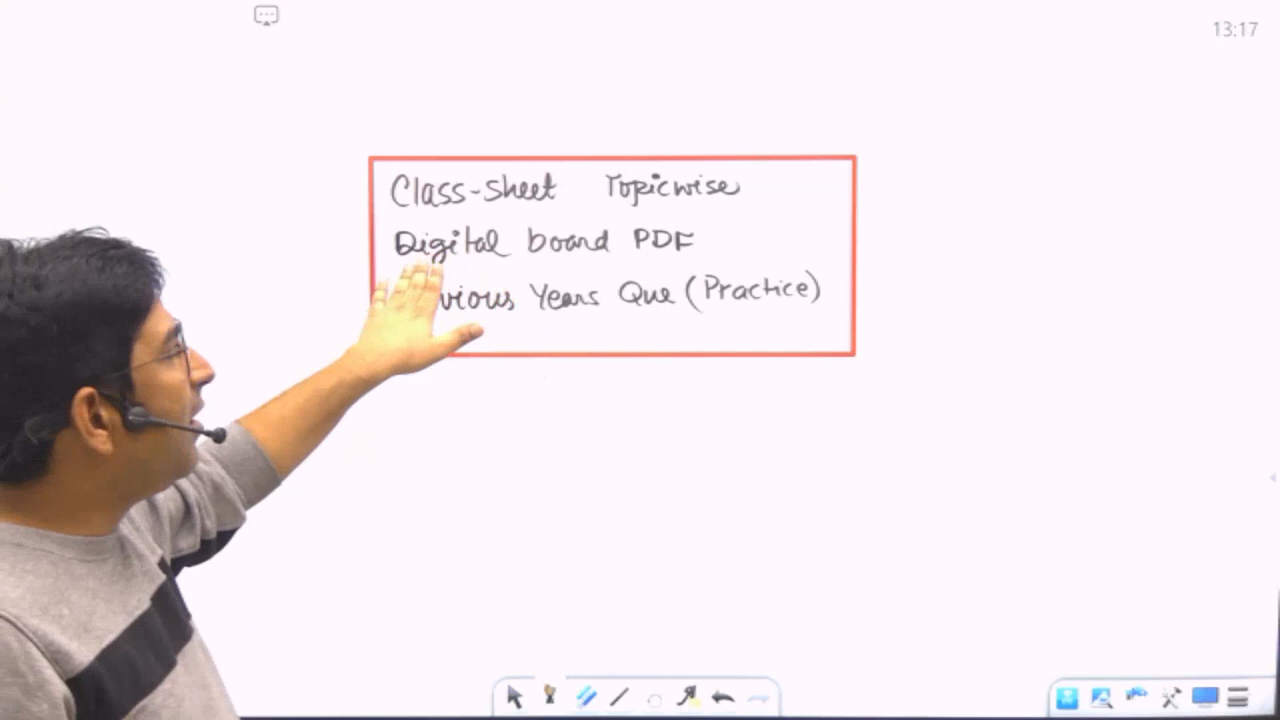 13:17
Class-sheet Topicwise
Digital board PDF
vious Years Que (Practice)